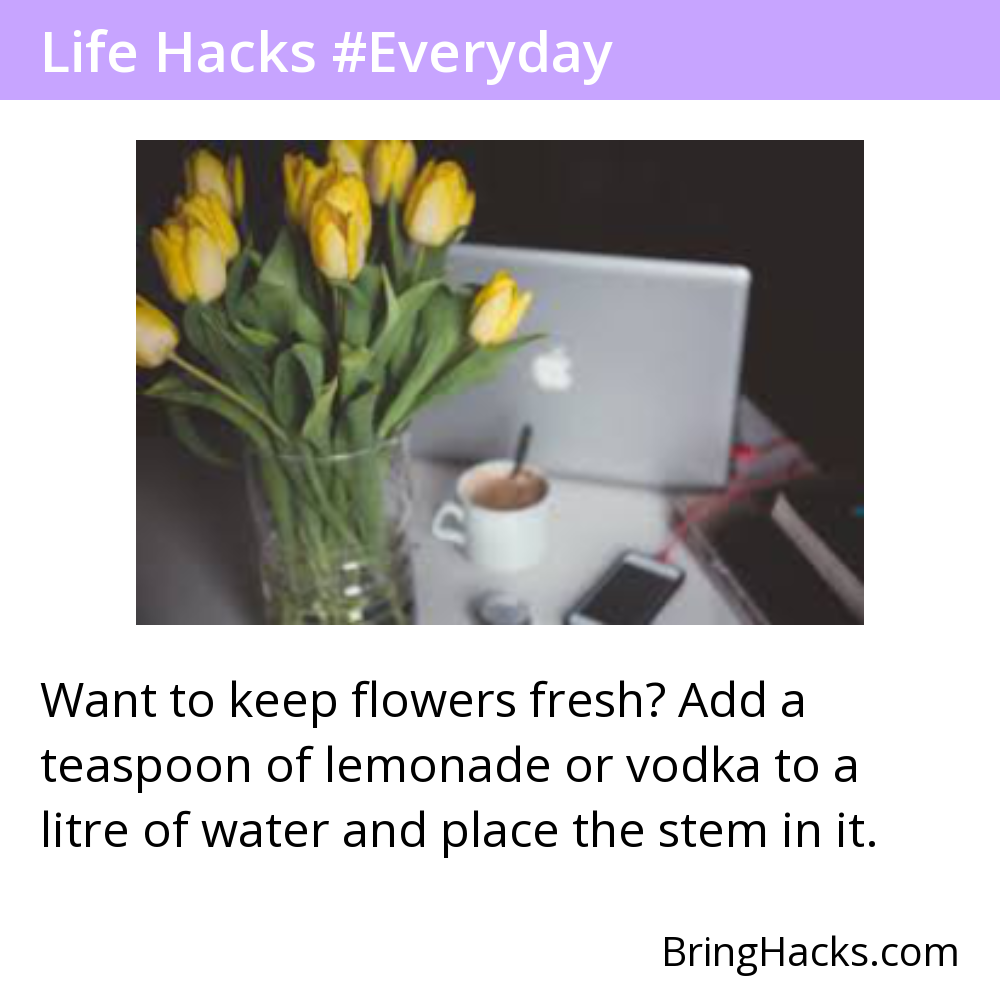 Life Hacks #Everyday
Want to keep flowers fresh? Add a
teaspoon of lemonade or vodka to a
litre of water and place the stem in it.
BringHacks.com